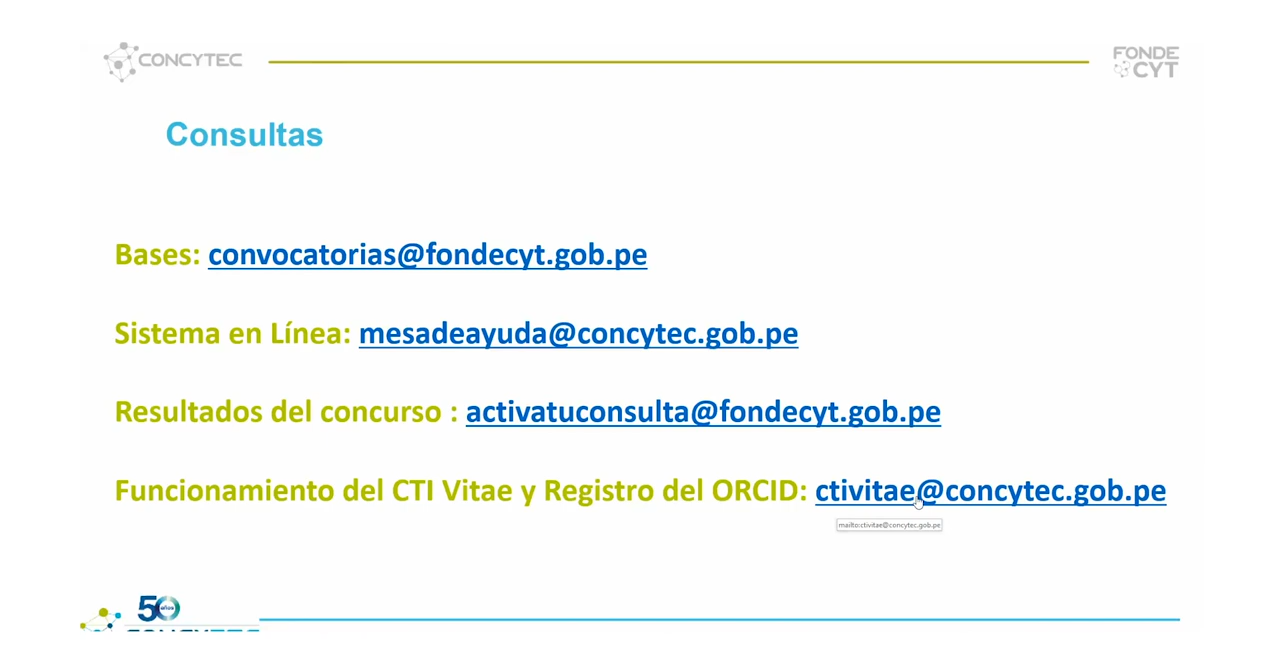 CONCYTEC
FONDE
CYT
Consultas
Bases: convocatorias@fondecyt.gob.pe
Sistema en Línea: mesadeayuda@concytec.gob.pe
Resultados del concurso : activatuconsulta@fondecyt.gob.pe
Funcionamiento del CTI Vitae y Registro del ORCID: ctivitae@concytec.gob.pe
mailto:ctivitae@concytec.gob.pe
50 años
CONCYTEC